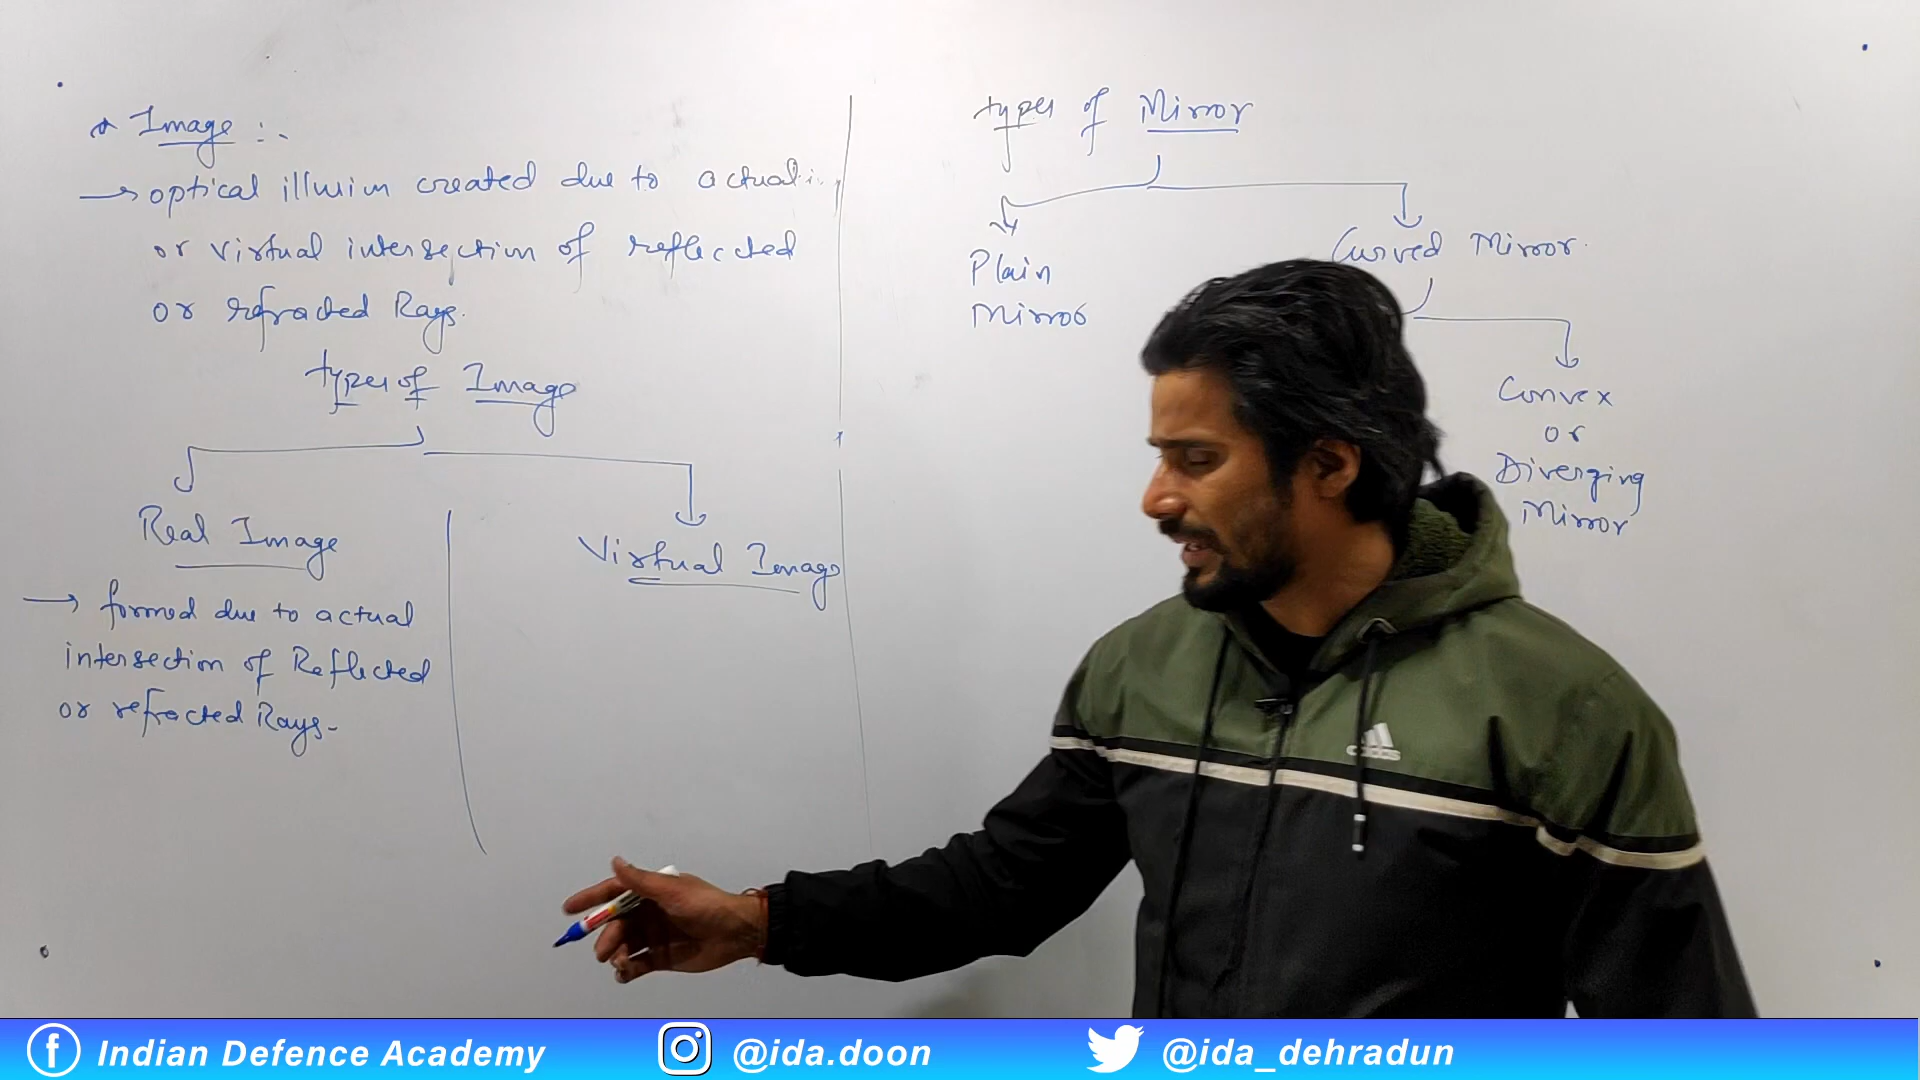 * Image :-
→ optical illusion created due to actual
or virtual intersection of reflected
or refracted Rays.
types of Image
Real Image
→ formed due to actual
intersection of Reflected
or refracted Rays-
Virtual Image
types of Mirror
Plain
Mirror
Curved Mirror
Convex
or
Diverging
Mirror
adidas
Indian Defence Academy
@ida.doon
@ida_dehradun